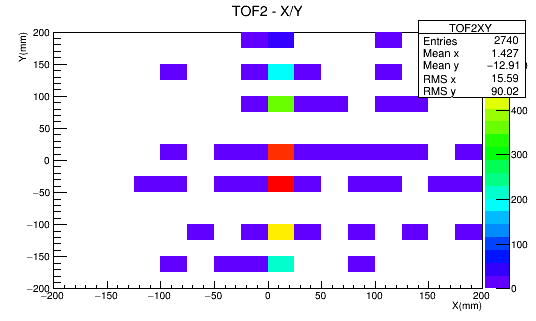 TOF2 - X/Y
TOF2XY
Entries 2740
Mean x 1.427
Mean y −12.91
RMS x 15.59
RMS y 90.02
Y(mm)
200
150
100
50
0
−50
−100
−150
−200
−200 −150 −100 −50 0 50 100 150 200
X(mm)
400
300
200
100
0